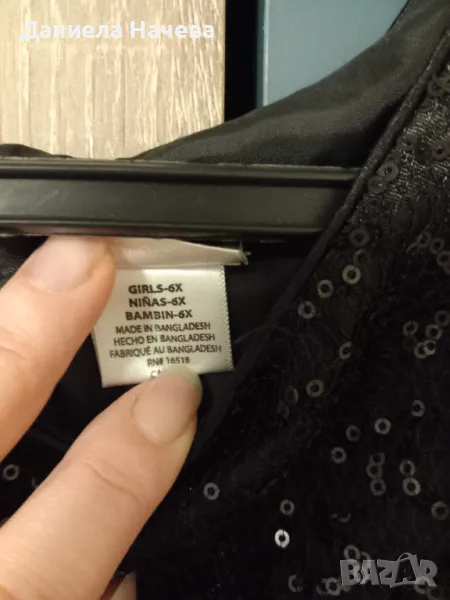 Даниела Начева
GIRLS-6X
NIÑAS-6X
BAMBIN-6X
MADE IN BANGLADESH
HECHO EN BANGLADESH
FABRIQUÉ AU BANGLADESH
RN# 16518
BAZAR